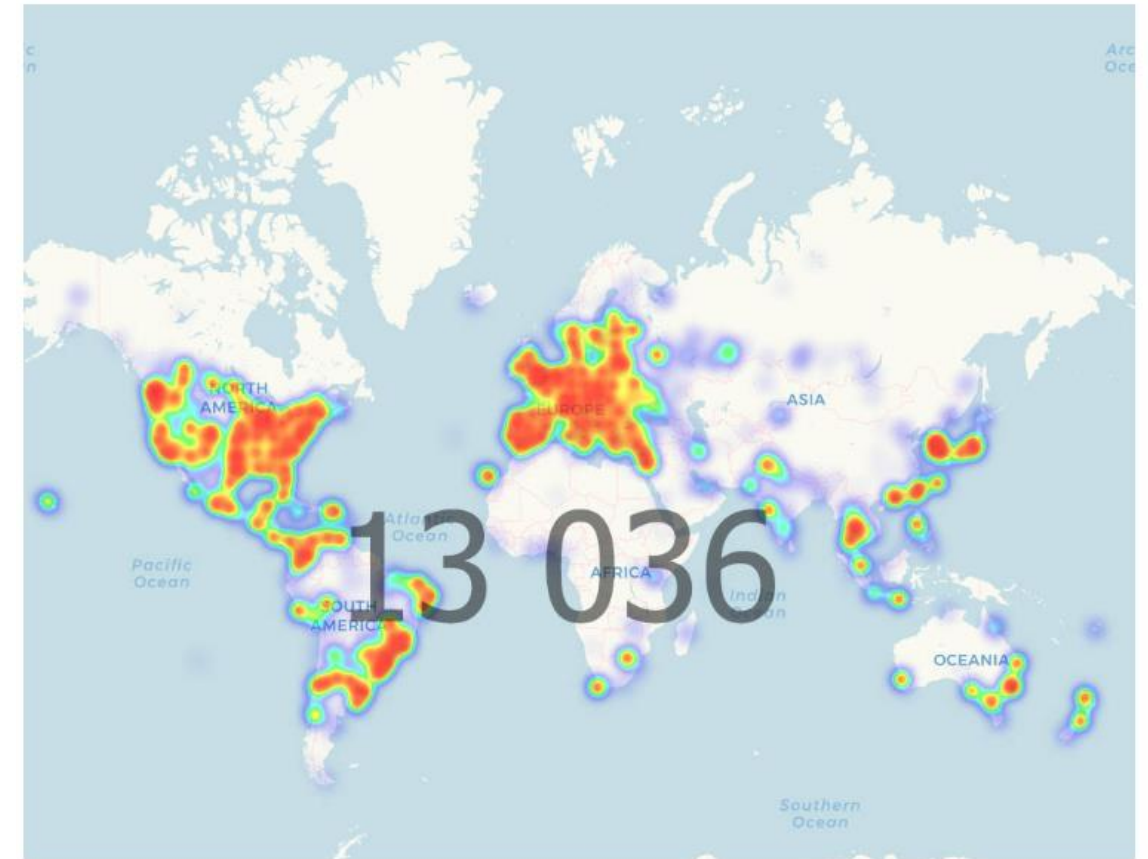 Arc
Oce
c
n
NORTH
AMERICA
EUROPE
ASIA
Atlantic
Ocean
13 036
Pacific
Ocean
AFRICA
Indian
Ocean
SOUTH
AMERICA
OCEANIA
Southern
Ocean